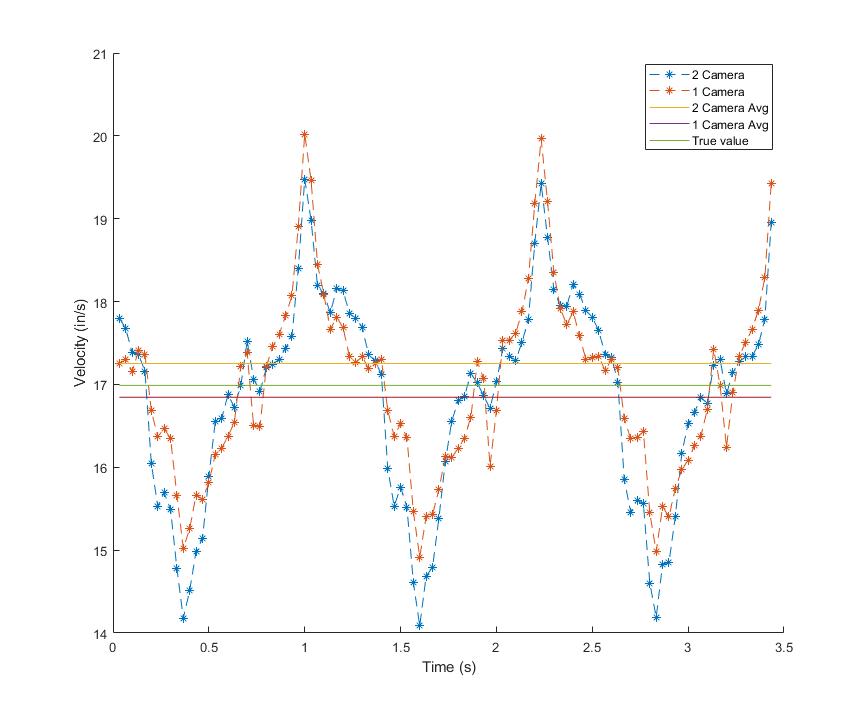 21
20
19
18
17
16
15
14
Velocity (in/s)
0
0.5
1
1.5
2
2.5
3
3.5
Time (s)
2 Camera
1 Camera
2 Camera Avg
1 Camera Avg
True value